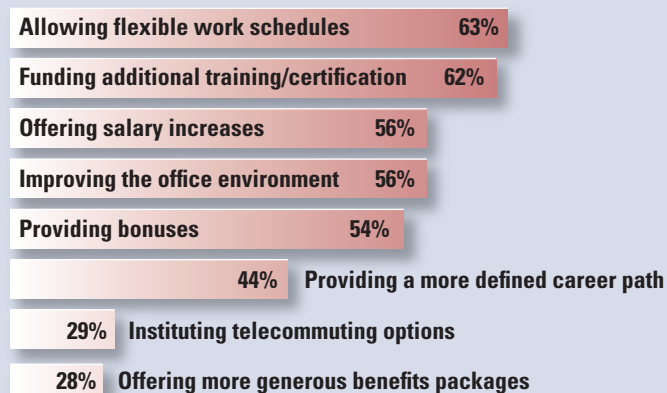 Allowing flexible work schedules 63%
Funding additional training/certification 62%
Offering salary increases 56%
Improving the office environment 56%
Providing bonuses 54%
44% Providing a more defined career path
29% Instituting telecommuting options
28% Offering more generous benefits packages